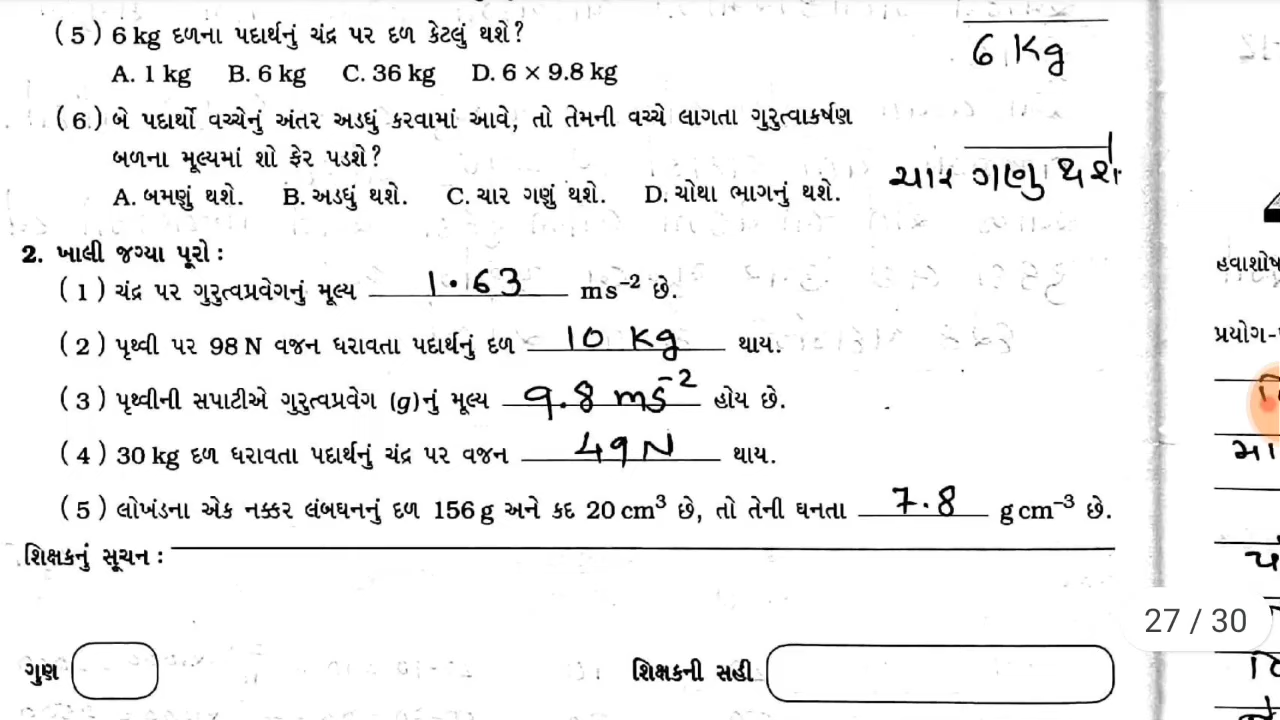 (5) 6 kg દળના પદાર્થનું ચંદ્ર પર દળ કેટલું થશે?
6 Kg
A. 1 kg B. 6 kg C. 36 kg D. 6 × 9.8 kg
(6) બે પદાર્થો વચ્ચેનું અંતર અડધું કરવામાં આવે, તો તેમની વચ્ચે લાગતા ગુરુત્વાકર્ષણ
બળના મૂલ્યમાં શો ફેર પડશે?
ચાર ગણુ થશે
A. બમણું થશે. B. અડધું થશે. C. ચાર ગણું થશે. D. ચોથા ભાગનું થશે.
2. ખાલી જગ્યા પૂરો :
(1) ચંદ્ર પર ગુરુત્વપ્રવેગનું મૂલ્ય 1.63 ms⁻² છે.
(2) પૃથ્વી પર 98 N વજન ધરાવતા પદાર્થનું દળ 10 kg થાય.
(3) પૃથ્વીની સપાટીએ ગુરુત્વપ્રવેગ (g)નું મૂલ્ય 9.8 ms⁻² હોય છે.
(4) 30 kg દળ ધરાવતા પદાર્થનું ચંદ્ર પર વજન 49 N થાય.
(5) લોખંડના એક નક્કર લંબઘનનું દળ 156 g અને કદ 20 cm³ છે, તો તેની ઘનતા 7.8 g cm⁻³ છે.
શિક્ષકનું સૂચન :
ગુણ
શિક્ષકની સહી
પ્રયોગ-
27 / 30